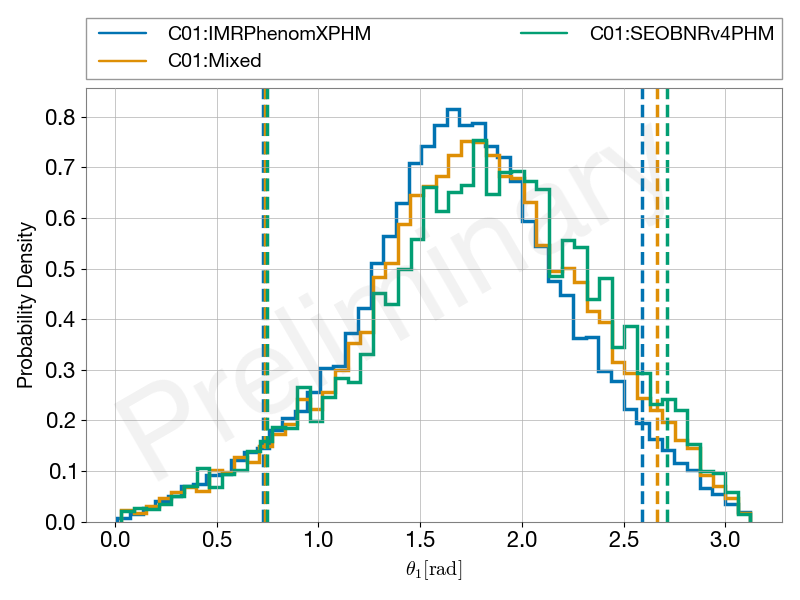 C01:IMRPhenomXPHM
C01:SEOBNRv4PHM
C01:Mixed
Preliminary
Probability Density
0.8
0.7
0.6
0.5
0.4
0.3
0.2
0.1
0.0
0.0 0.5 1.0 1.5 2.0 2.5 3.0
θ₁[rad]